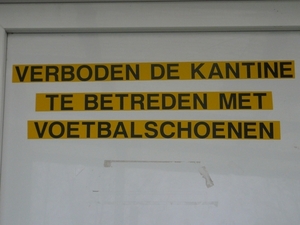 VERBODEN DE KANTINE
TE BETREDEN MET
VOETBALSCHOENEN